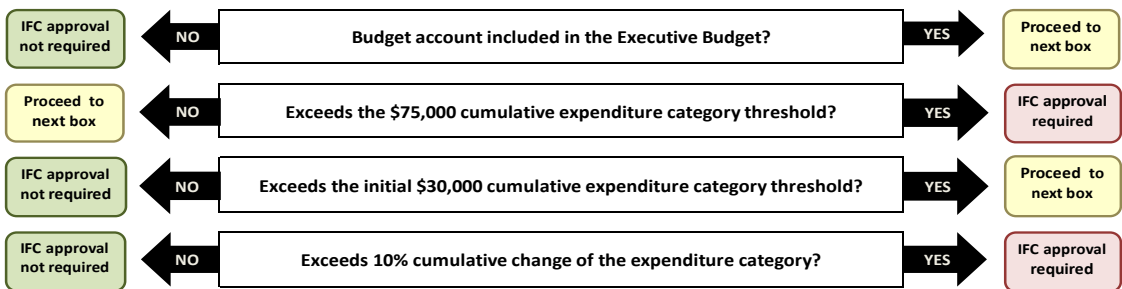 IFC approval
not required
NO
Budget account included in the Executive Budget?
YES
Proceed to
next box
Proceed to
next box
NO
Exceeds the $75,000 cumulative expenditure category threshold?
YES
IFC approval
required
IFC approval
not required
NO
Exceeds the initial $30,000 cumulative expenditure category threshold?
YES
Proceed to
next box
IFC approval
not required
NO
Exceeds 10% cumulative change of the expenditure category?
YES
IFC approval
required